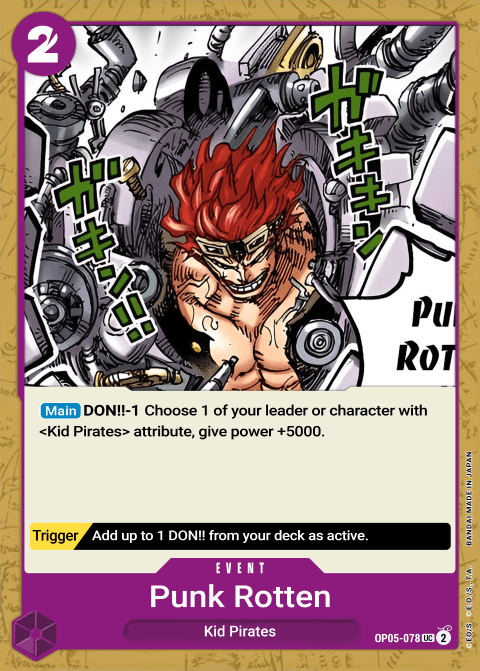 2
ガキキン
ガキン!!
PU
ROT
Main DON!!-1 Choose 1 of your leader or character with
<Kid Pirates> attribute, give power +5000.
Trigger Add up to 1 DON!! from your deck as active.
EVENT
Punk Rotten
Kid Pirates
OP05-078 UC 2
©E.O/S. ©E.O./S.,T.A. BANDAI MADE IN JAPAN